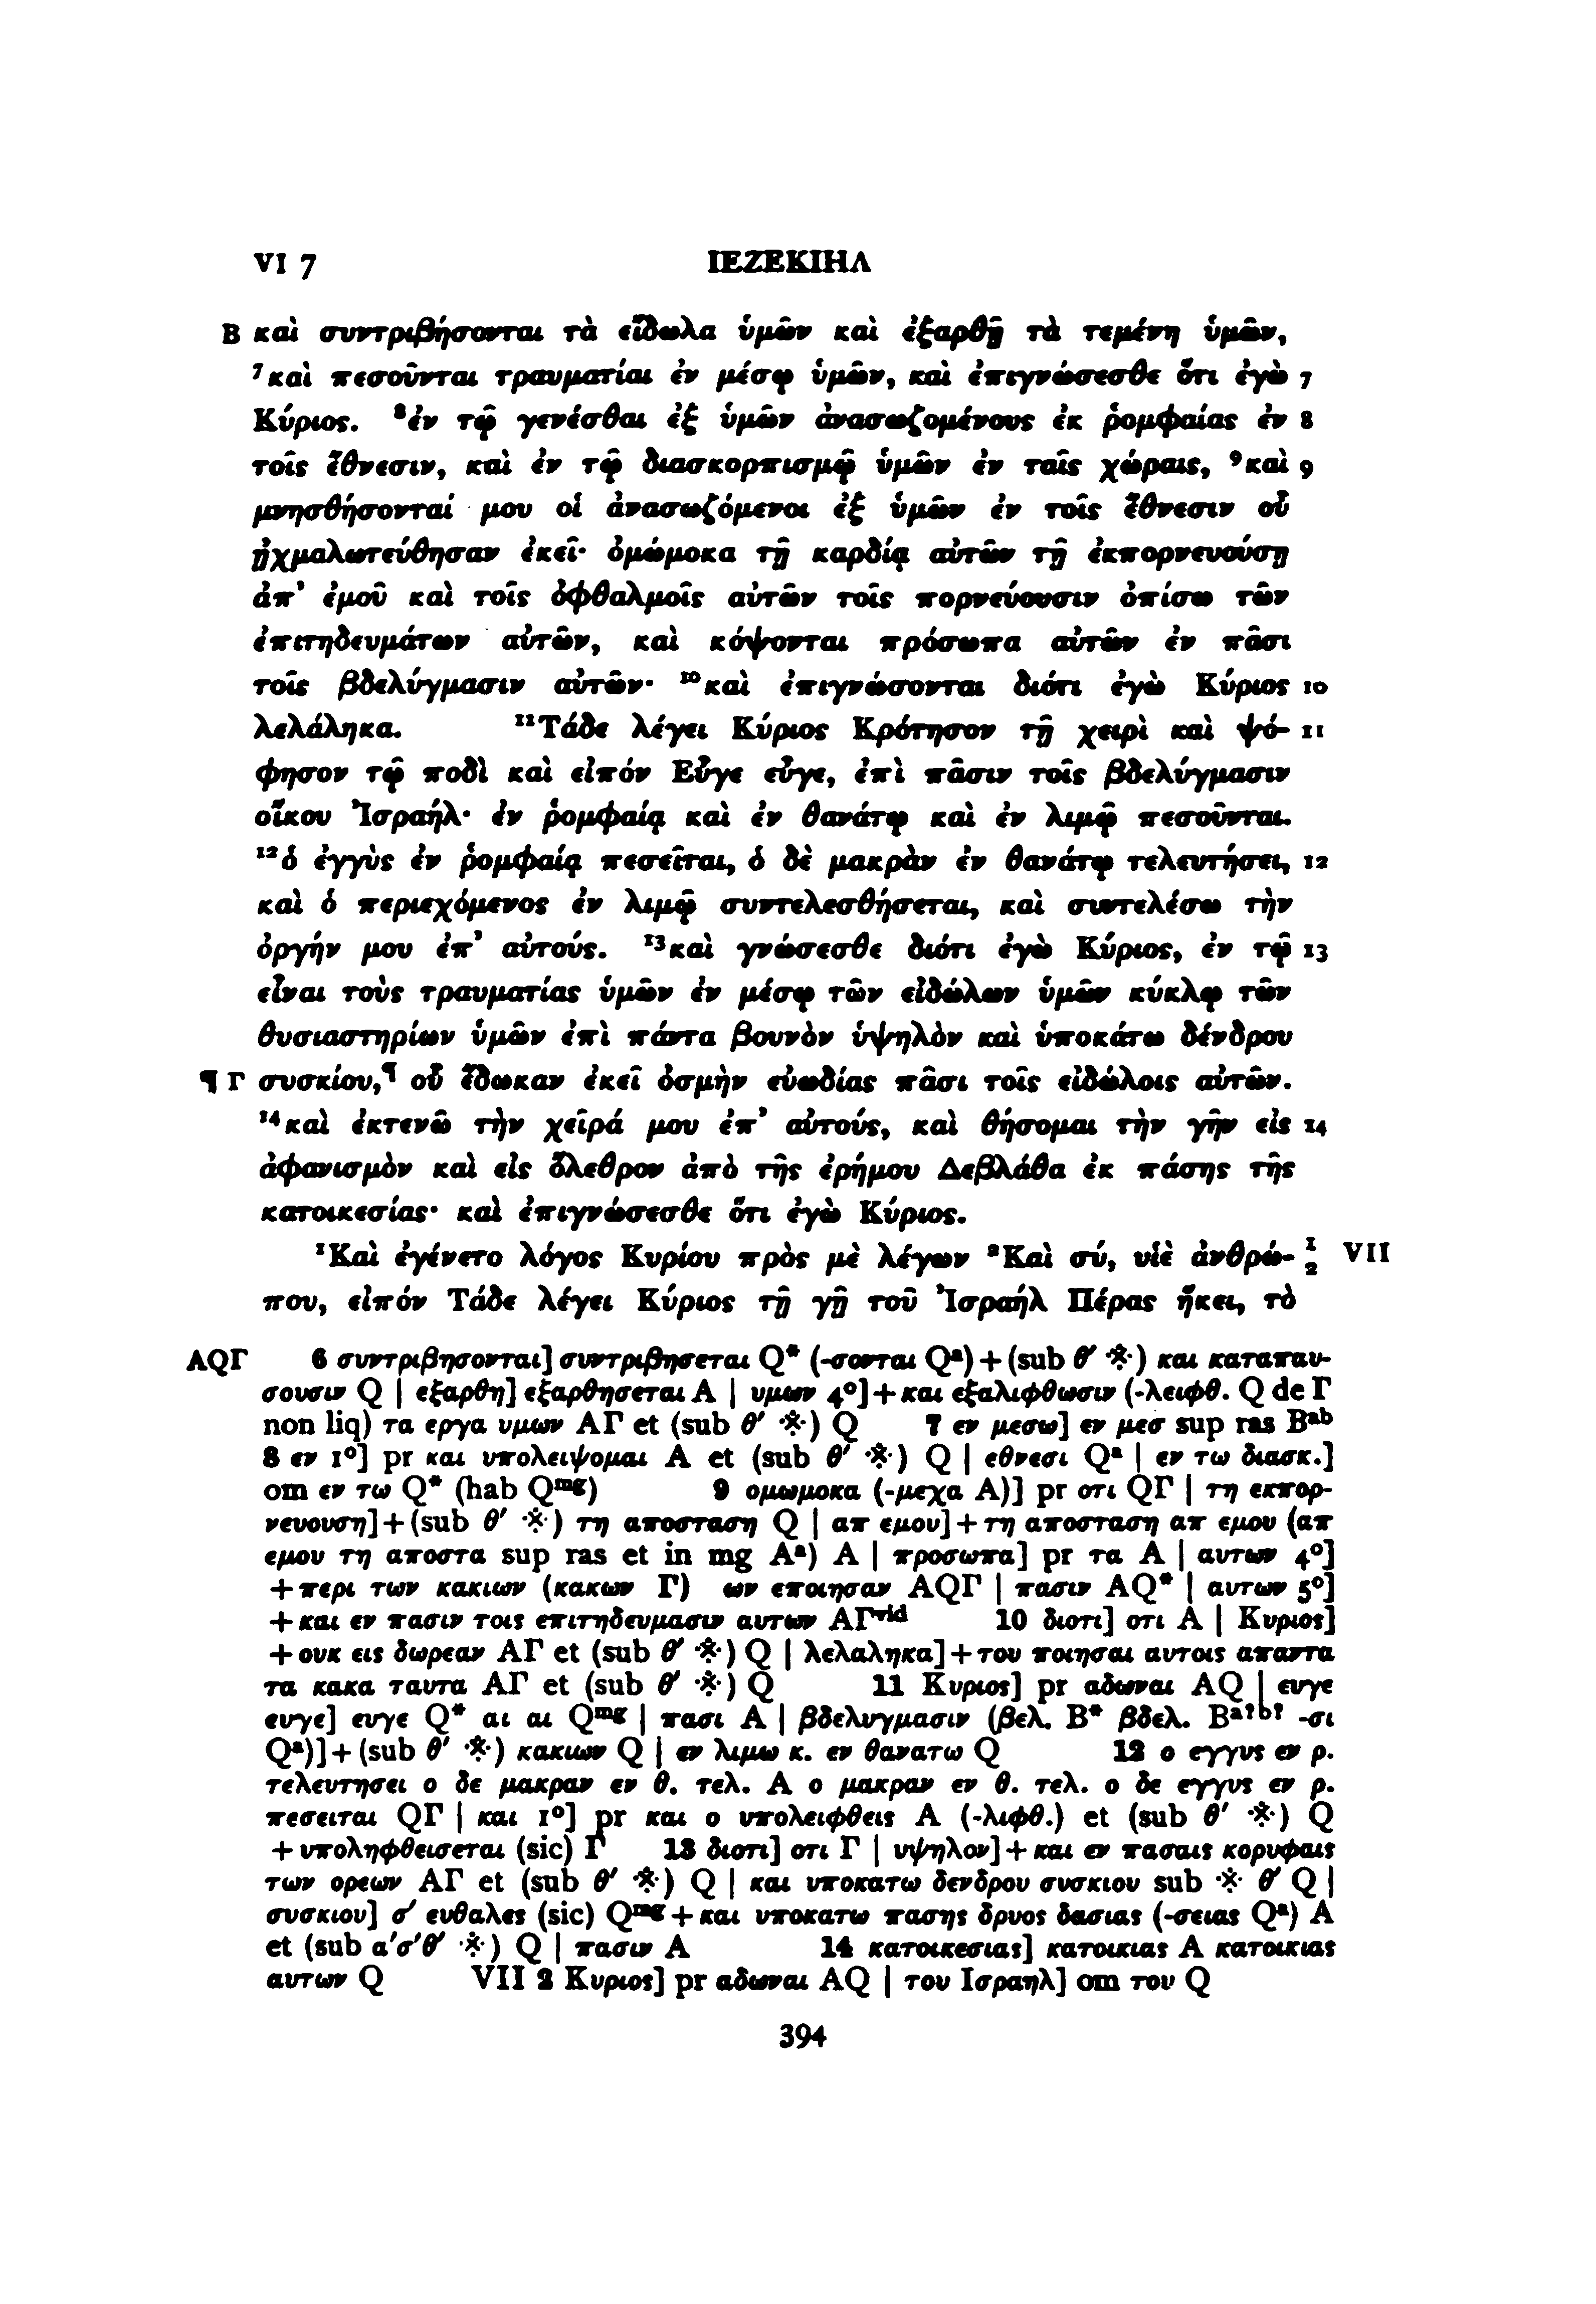 VI 7 ΙΕΖΕΚΙΗΛ
B καὶ συντριβήσονται τὰ εἴδωλα ὑμῶν καὶ ἐξαρθῇ τὰ τεμένη ὑμῶν,
⁷καὶ πεσοῦνται τραυματίαι ἐν μέσῳ ὑμῶν, καὶ ἐπιγνώσεσθε ὅτι ἐγὼ 7
Κύριος. ⁸ἐν τῷ γενέσθαι ἐξ ὑμῶν ἀνασωζομένους ἐκ ῥομφαίας ἐν 8
τοῖς ἔθνεσιν, καὶ ἐν τῷ διασκορπισμῷ ὑμῶν ἐν ταῖς χώραις, ⁹καὶ 9
μνησθήσονταί μου οἱ ἀνασωζόμενοι ἐξ ὑμῶν ἐν τοῖς ἔθνεσιν οὗ
ᾐχμαλωτεύθησαν ἐκεῖ· ὀμώμοκα τῇ καρδίᾳ αὐτῶν τῇ ἐκπορνευούσῃ
ἀπ' ἐμοῦ καὶ τοῖς ὀφθαλμοῖς αὐτῶν τοῖς πορνεύουσιν ὀπίσω τῶν
ἐπιτηδευμάτων αὐτῶν, καὶ κόψονται πρόσωπα αὐτῶν ἐν πᾶσι
τοῖς βδελύγμασιν αὐτῶν· ¹⁰καὶ ἐπιγνώσονται διότι ἐγὼ Κύριος 10
λελάληκα. ¹¹Τάδε λέγει Κύριος Κρότησον τῇ χειρὶ καὶ ψό- 11
φησον τῷ ποδὶ καὶ εἰπόν Εὖγε εὖγε, ἐπὶ πᾶσιν τοῖς βδελύγμασιν
οἴκου Ἰσραήλ· ἐν ῥομφαίᾳ καὶ ἐν θανάτῳ καὶ ἐν λιμῷ πεσοῦνται.
¹²ὁ ἐγγὺς ἐν ῥομφαίᾳ πεσεῖται, ὁ δὲ μακρὰν ἐν θανάτῳ τελευτήσει, 12
καὶ ὁ περιεχόμενος ἐν λιμῷ συντελεσθήσεται, καὶ συντελέσω τὴν
ὀργήν μου ἐπ' αὐτούς. ¹³καὶ γνώσεσθε διότι ἐγὼ Κύριος, ἐν τῷ 13
εἶναι τοὺς τραυματίας ὑμῶν ἐν μέσῳ τῶν εἰδώλων ὑμῶν κύκλῳ τῶν
θυσιαστηρίων ὑμῶν ἐπὶ πάντα βουνὸν ὑψηλὸν καὶ ὑποκάτω δένδρου
¶ Γ συσκίου,¶ οὗ ἔδωκαν ἐκεῖ ὀσμὴν εὐωδίας πᾶσι τοῖς εἰδώλοις αὐτῶν.
¹⁴καὶ ἐκτενῶ τὴν χεῖρά μου ἐπ' αὐτούς, καὶ θήσομαι τὴν γῆν εἰς 14
ἀφανισμὸν καὶ εἰς ὄλεθρον ἀπὸ τῆς ἐρήμου Δεβλάθα ἐκ πάσης τῆς
κατοικεσίας· καὶ ἐπιγνώσεσθε ὅτι ἐγὼ Κύριος.
¹Καὶ ἐγένετο λόγος Κυρίου πρὸς μὲ λέγων ²Καὶ σύ, υἱὲ ἀνθρώ- 1 2 VII
που, εἰπόν Τάδε λέγει Κύριος τῇ γῇ τοῦ Ἰσραήλ Πέρας ἥκει, τὸ
AQΓ 6 συντριβησονται] συντριβησεται Q* (-σονται Qᵃ) + (sub θ′ ※) και καταπαυ-
σουσιν Q | εξαρθη] εξαρθησεται A | υμων 4°] + και εξαλιφθωσιν (-λειφθ. Q de Γ
non liq) τα εργα υμων AΓ et (sub θ′ ※) Q 7 εν μεσω] εν μεσ sup ras Bᵃᵇ
8 εν 1°] pr και υπολειψομαι A et (sub θ′ ※) Q | εθνεσι Qᵃ | εν τω διασκ.]
om εν τω Q* (hab Qᵐᵍ) 9 ομωμοκα (-μεχα A)] pr οτι QΓ | τη εκπορ-
νευουση] + (sub θ′ ※) τη αποσταση Q | απ εμου] + τη αποσταση απ εμου (απ
εμου τη αποστα sup ras et in mg Aᵃ) A | προσωπα] pr τα A | αυτων 4°]
+ περι των κακιων (κακων Γ) ων εποιησαν AQΓ | πασιν AQ* | αυτων 5°]
+ και εν πασιν τοις επιτηδευμασιν αυτων AΓᵛⁱᵈ 10 διοτι] οτι A | Κυριος]
+ ουκ εις δωρεαν AΓ et (sub θ′ ※) Q | λελαληκα] + του ποιησαι αυτοις απαντα
τα κακα ταυτα AΓ et (sub θ′ ※) Q 11 Κυριος] pr αδωναι AQ | ευγε
ευγε] ευγε Q* αι αι Qᵐᵍ | πασι A | βδελυγμασιν (βελ. B* βδελ. Bᵃ?ᵇ? -σι
Qᵃ)] + (sub θ′ ※) κακιων Q | εν λιμω κ. εν θανατω Q 12 ο εγγυς εν ρ.
τελευτησει ο δε μακραν εν θ. τελ. A ο μακραν εν θ. τελ. ο δε εγγυς εν ρ.
πεσειται QΓ | και 1°] pr και ο υπολειφθεις A (-λιφθ.) et (sub θ′ ※) Q
+ υποληφθεισεται (sic) Γ 13 διοτι] οτι Γ | υψηλον] + και εν πασαις κορυφαις
των ορεων AΓ et (sub θ′ ※) Q | και υποκατω δενδρου συσκιου sub ※ θ′ Q |
συσκιου] σ′ ευθαλες (sic) Qᵐᵍ + και υποκατω πασης δρυος δασιας (-σειας Qᵃ) A
et (sub α′σ′θ′ ※) Q | πασιν A 14 κατοικεσιας] κατοικιας A κατοικιας
αυτων Q VII 2 Κυριος] pr αδωναι AQ | του Ισραηλ] om του Q
394